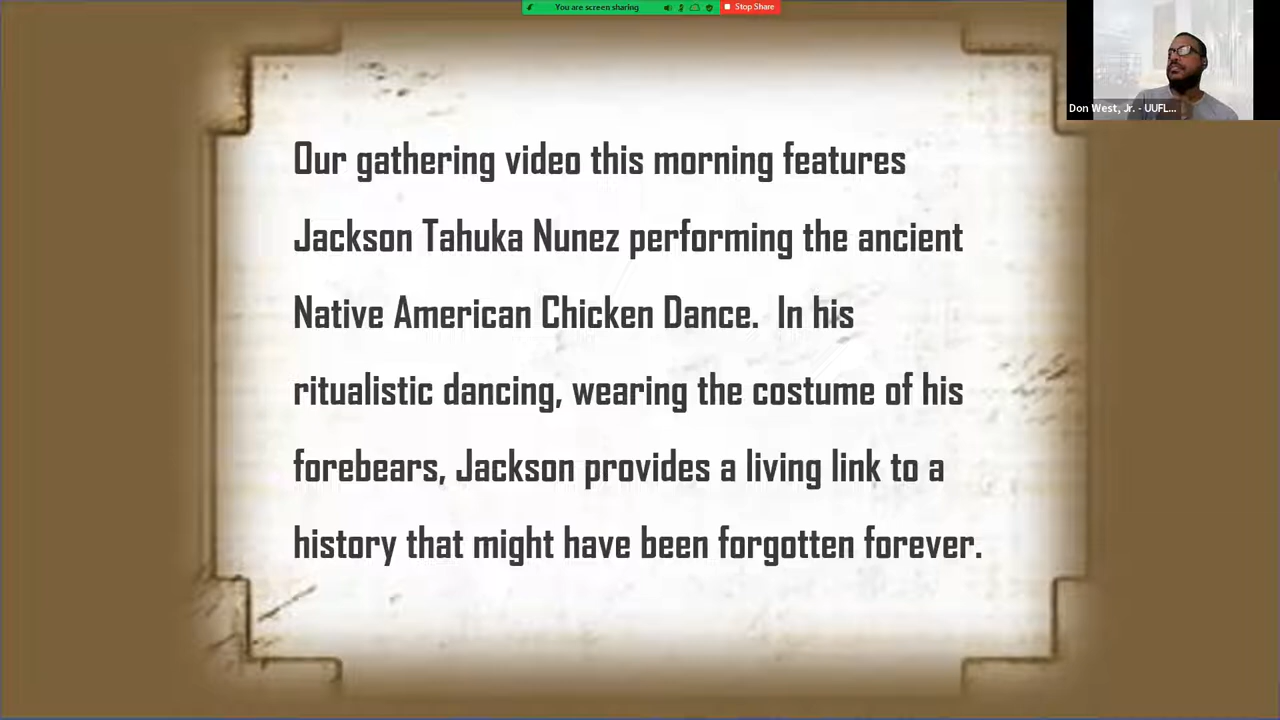 You are screen sharing
Stop Share
Don West, Jr. - UUFL...
Our gathering video this morning features
Jackson Tahuka Nunez performing the ancient
Native American Chicken Dance.  In his
ritualistic dancing, wearing the costume of his
forebears, Jackson provides a living link to a
history that might have been forgotten forever.